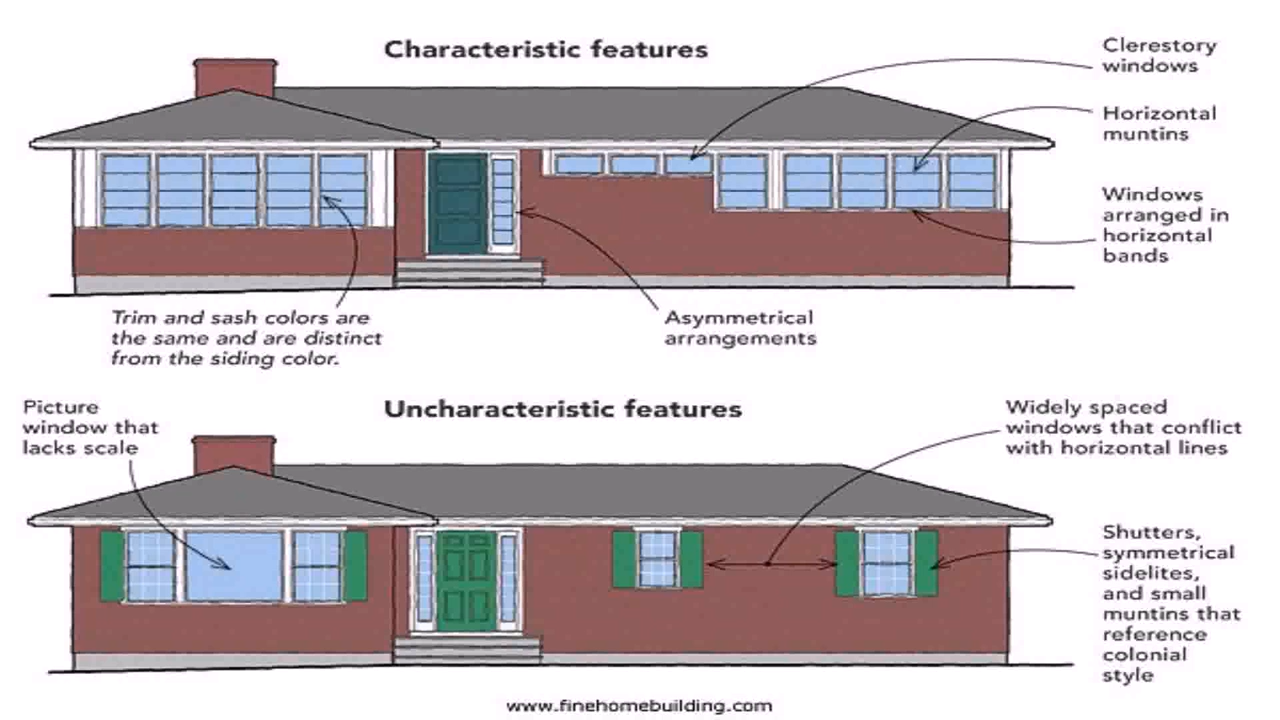 Characteristic features
Clerestory
windows
Horizontal
muntins
Windows
arranged in
horizontal
bands
Trim and sash colors are
the same and are distinct
from the siding color.
Asymmetrical
arrangements
Uncharacteristic features
Picture
window that
lacks scale
Widely spaced
windows that conflict
with horizontal lines
Shutters,
symmetrical
sidelites,
and small
muntins that
reference
colonial
style
www.finehomebuilding.com